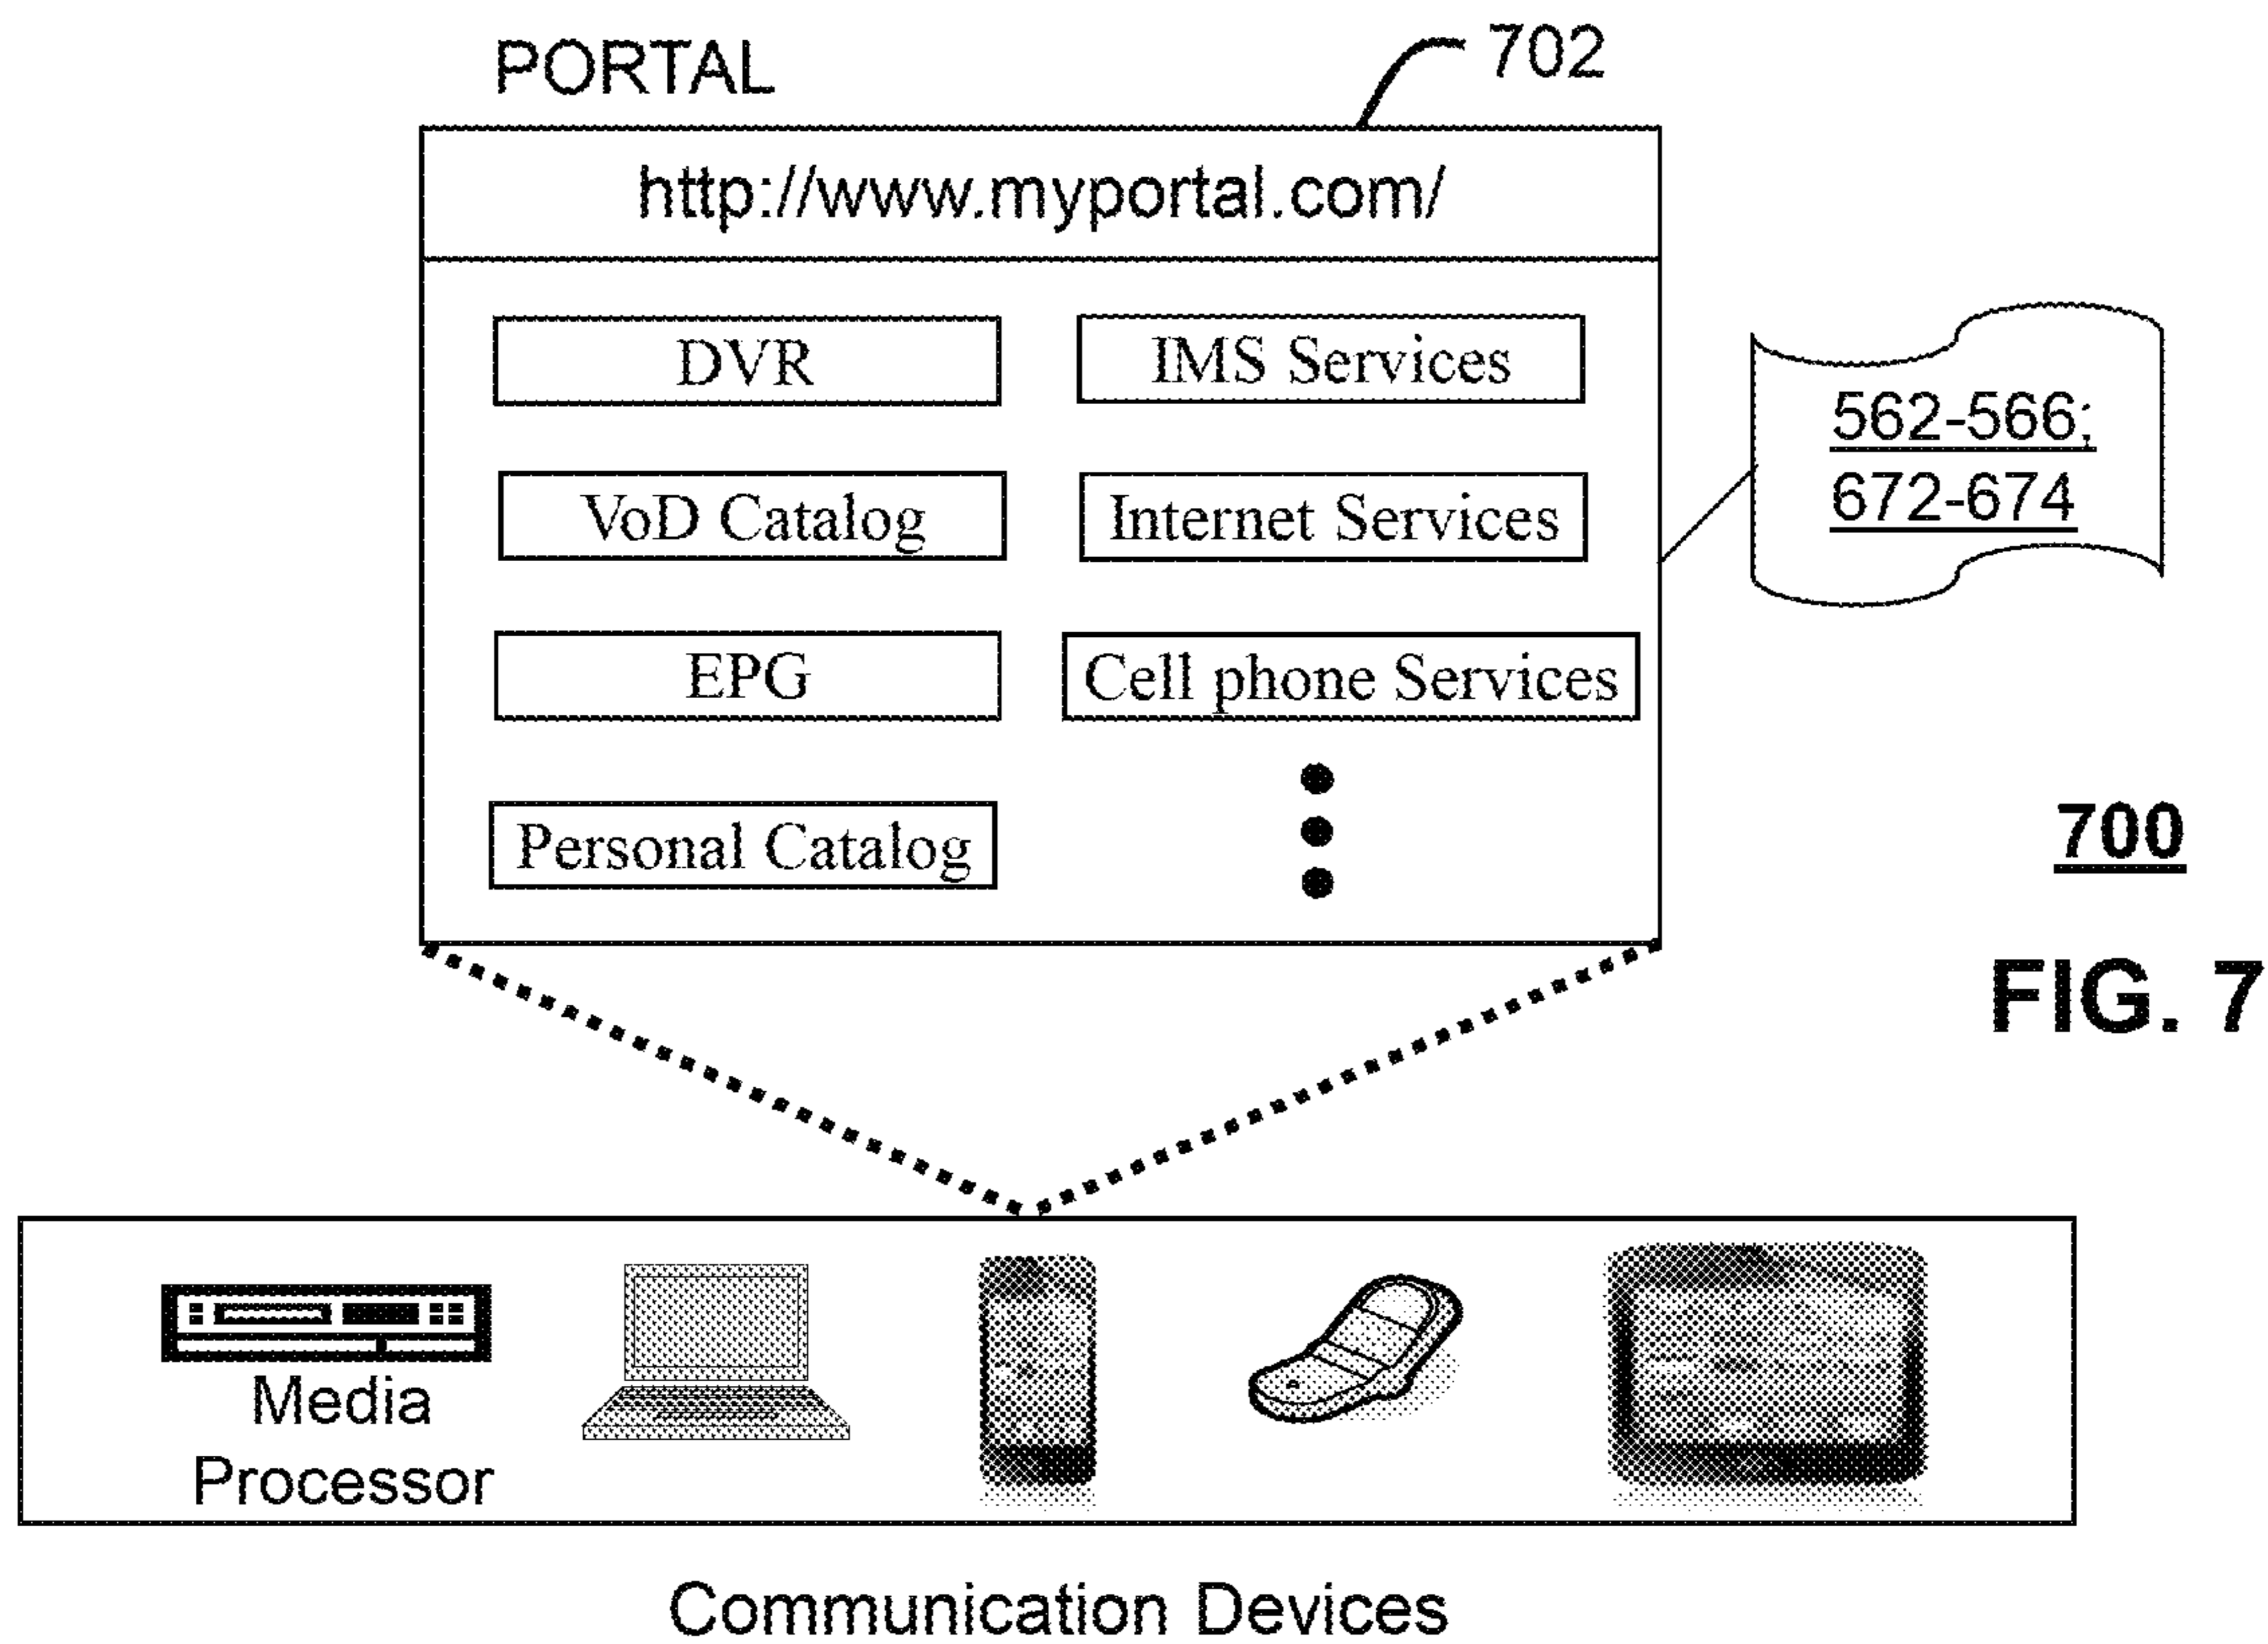 PORTAL
702
http://www.myportal.com/
DVR
IMS Services
VoD Catalog
Internet Services
EPG
Cell phone Services
Personal Catalog
562-566;
672-674
700
FIG. 7
Media
Processor
Communication Devices